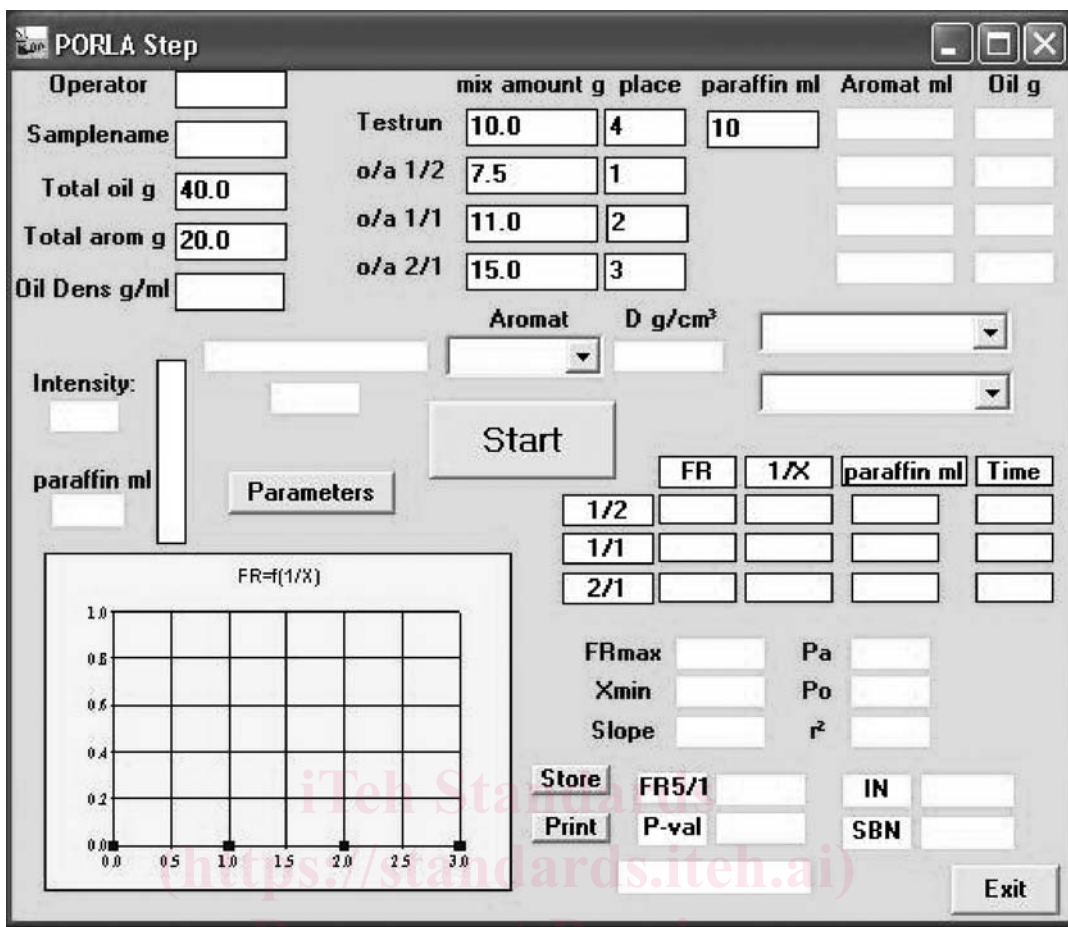 PORLA Step
Operator mix amount g place paraffin ml Aromat ml Oil g
Testrun 10.0 4 10
Samplename
o/a 1/2 7.5 1
Total oil g 40.0
o/a 1/1 11.0 2
Total arom g 20.0
o/a 2/1 15.0 3
Oil Dens g/ml
Aromat D g/cm³
Intensity:
Start
paraffin ml
Parameters
FR 1/X paraffin ml Time
1/2
1/1
2/1
FR=f(1/X)
1.0
0.8
0.6
0.4
0.2
0.0
0.0 0.5 1.0 1.5 2.0 2.5 3.0
FRmax Pa
Xmin Po
Slope r²
Store FR5/1 IN
Print P-val SBN
Exit
iTeh Standards
(https://standards.iteh.ai)